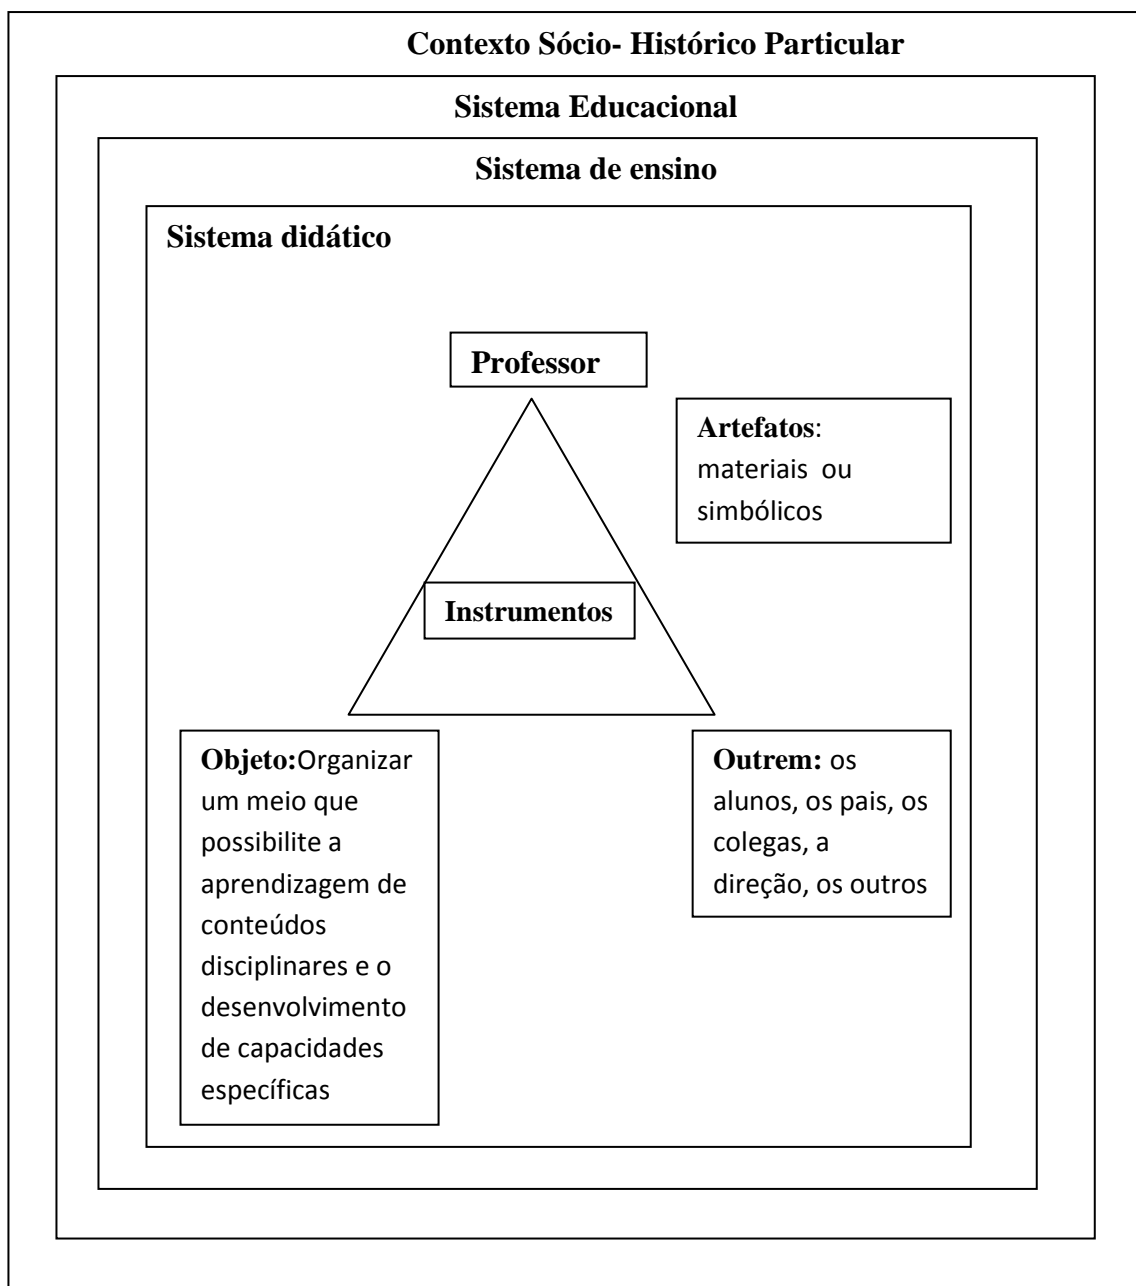 Contexto Sócio- Histórico Particular
Sistema Educacional
Sistema de ensino
Sistema didático
Professor
Artefatos:
materiais ou
simbólicos
Instrumentos
Objeto:Organizar
um meio que
possibilite a
aprendizagem de
conteúdos
disciplinares e o
desenvolvimento
de capacidades
específicas
Outrem: os
alunos, os pais, os
colegas, a
direção, os outros